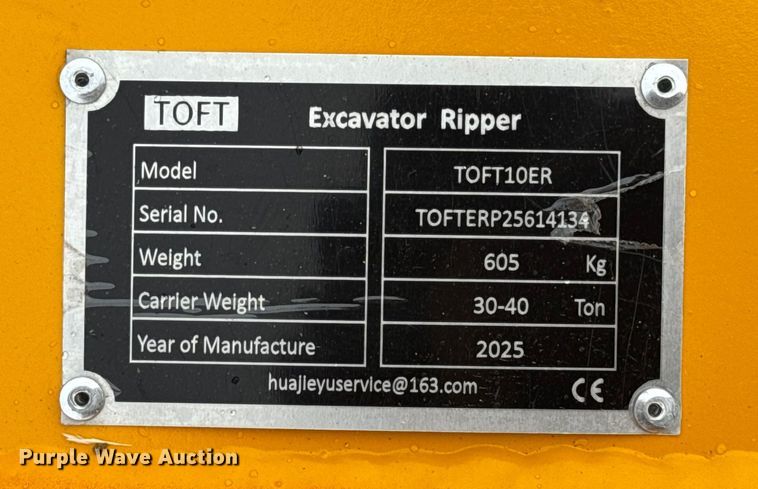 TOFT Excavator Ripper
Model TOFT10ER
Serial No. TOFTERP25614134
Weight 605 Kg
Carrier Weight 30-40 Ton
Year of Manufacture 2025
huajieyuservice@163.com CE
Purple Wave Auction